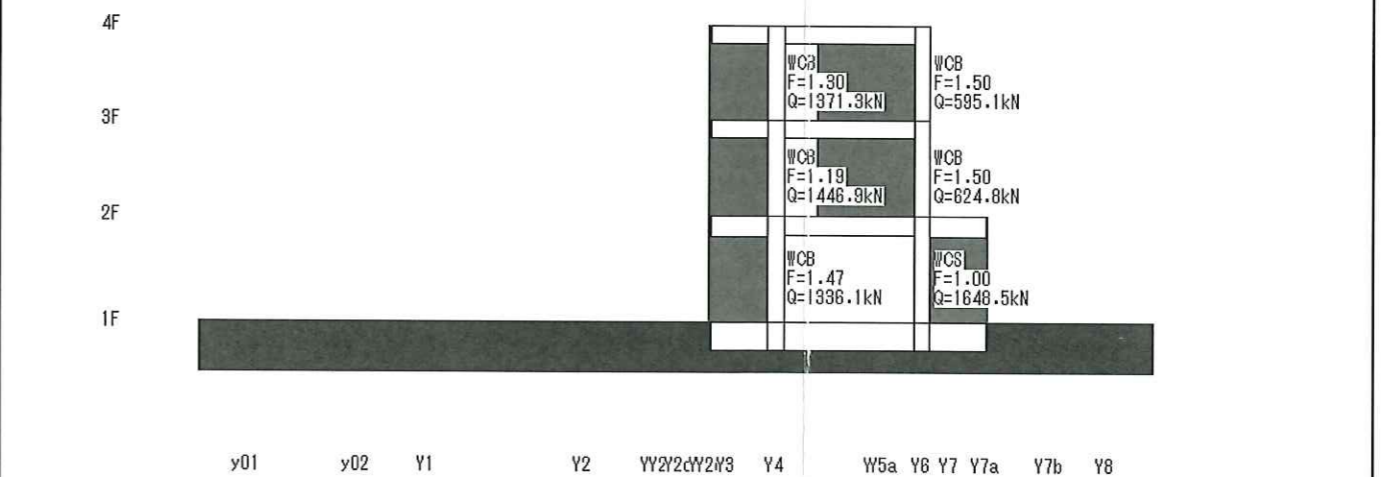 4F
WCB
F=1.30
Q=1371.3kN
WCB
F=1.50
Q=595.1kN
3F
WCB
F=1.19
Q=1446.9kN
WCB
F=1.50
Q=624.8kN
2F
WCB
F=1.47
Q=1336.1kN
WCS
F=1.00
Q=1648.5kN
1F
y01 y02 Y1 Y2 Y3 Y4 Y5a Y6 Y7 Y7a Y7b Y8